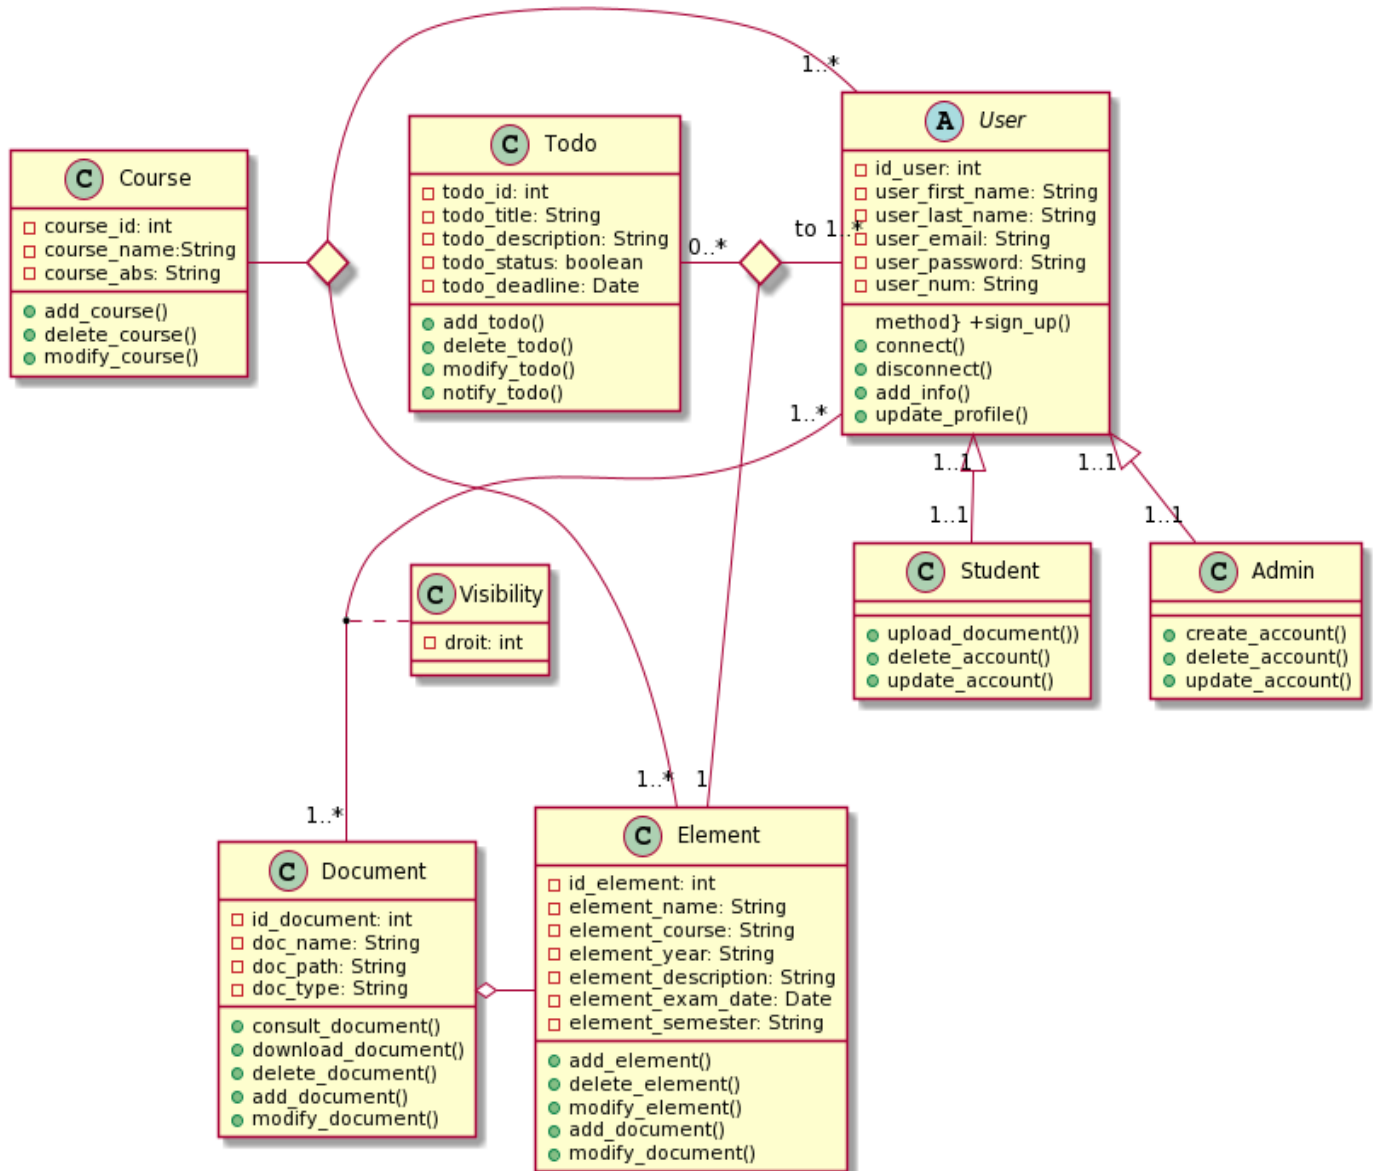 1..*
A User
id_user: int
user_first_name: String
user_last_name: String
user_email: String
user_password: String
user_num: String
method} +sign_up()
connect()
disconnect()
add_info()
update_profile()
C Todo
todo_id: int
todo_title: String
todo_description: String
todo_status: boolean
todo_deadline: Date
add_todo()
delete_todo()
modify_todo()
notify_todo()
C Course
course_id: int
course_name:String
course_abs: String
add_course()
delete_course()
modify_course()
0..*
to 1..*
1..*
1..1
1..1
1..1
1..1
C Student
upload_document())
delete_account()
update_account()
C Admin
create_account()
delete_account()
update_account()
C Visibility
droit: int
1..*
1
1..*
C Document
id_document: int
doc_name: String
doc_path: String
doc_type: String
consult_document()
download_document()
delete_document()
add_document()
modify_document()
C Element
id_element: int
element_name: String
element_course: String
element_year: String
element_description: String
element_exam_date: Date
element_semester: String
add_element()
delete_element()
modify_element()
add_document()
modify_document()